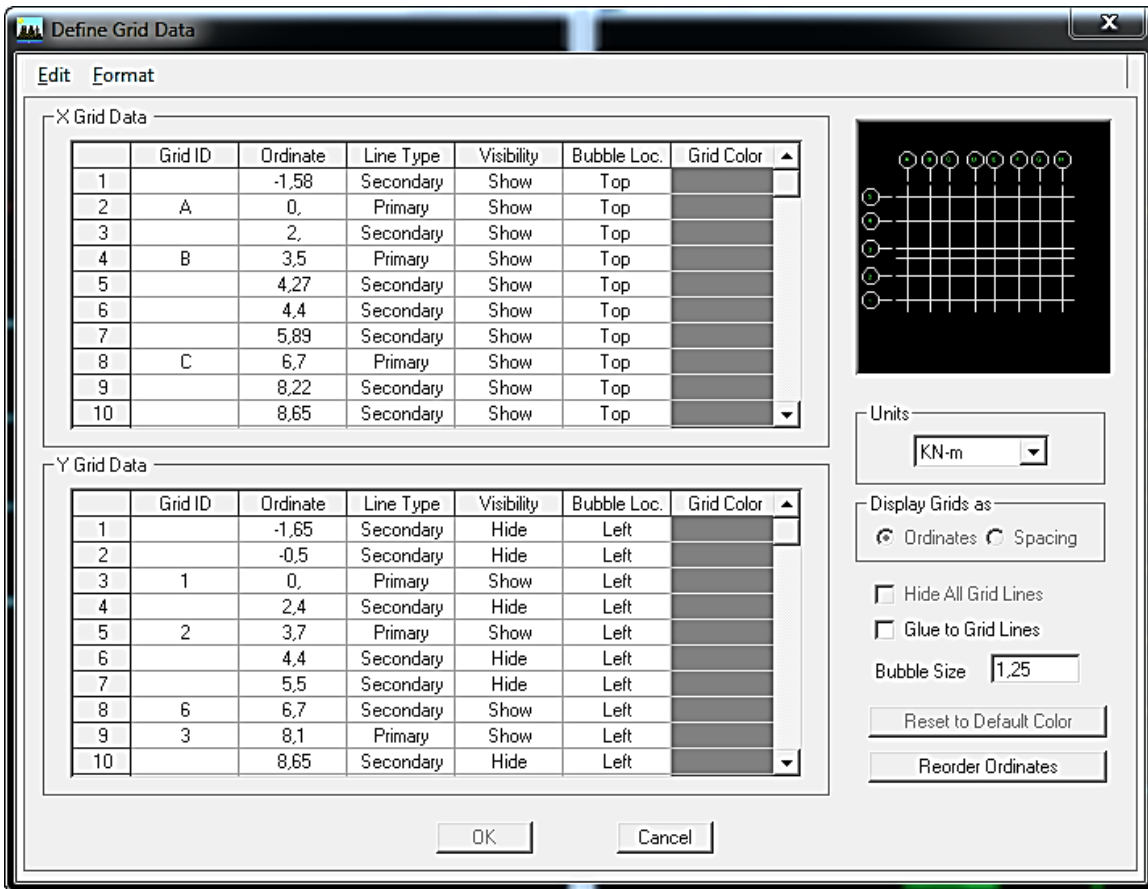 Define Grid Data
X
Edit Format
X Grid Data
Grid ID Ordinate Line Type Visibility Bubble Loc. Grid Color
1 -1,58 Secondary Show Top
2 A 0, Primary Show Top
3 2, Secondary Show Top
4 B 3,5 Primary Show Top
5 4,27 Secondary Show Top
6 4,4 Secondary Show Top
7 5,89 Secondary Show Top
8 C 6,7 Primary Show Top
9 8,22 Secondary Show Top
10 8,65 Secondary Show Top
Y Grid Data
Grid ID Ordinate Line Type Visibility Bubble Loc. Grid Color
1 -1,65 Secondary Hide Left
2 -0,5 Secondary Hide Left
3 1 0, Primary Show Left
4 2,4 Secondary Hide Left
5 2 3,7 Primary Show Left
6 4,4 Secondary Hide Left
7 5,5 Secondary Hide Left
8 6 6,7 Secondary Show Left
9 3 8,1 Primary Show Left
10 8,65 Secondary Hide Left
Units
KN-m
Display Grids as
Ordinates Spacing
Hide All Grid Lines
Glue to Grid Lines
Bubble Size 1,25
Reset to Default Color
Reorder Ordinates
OK Cancel